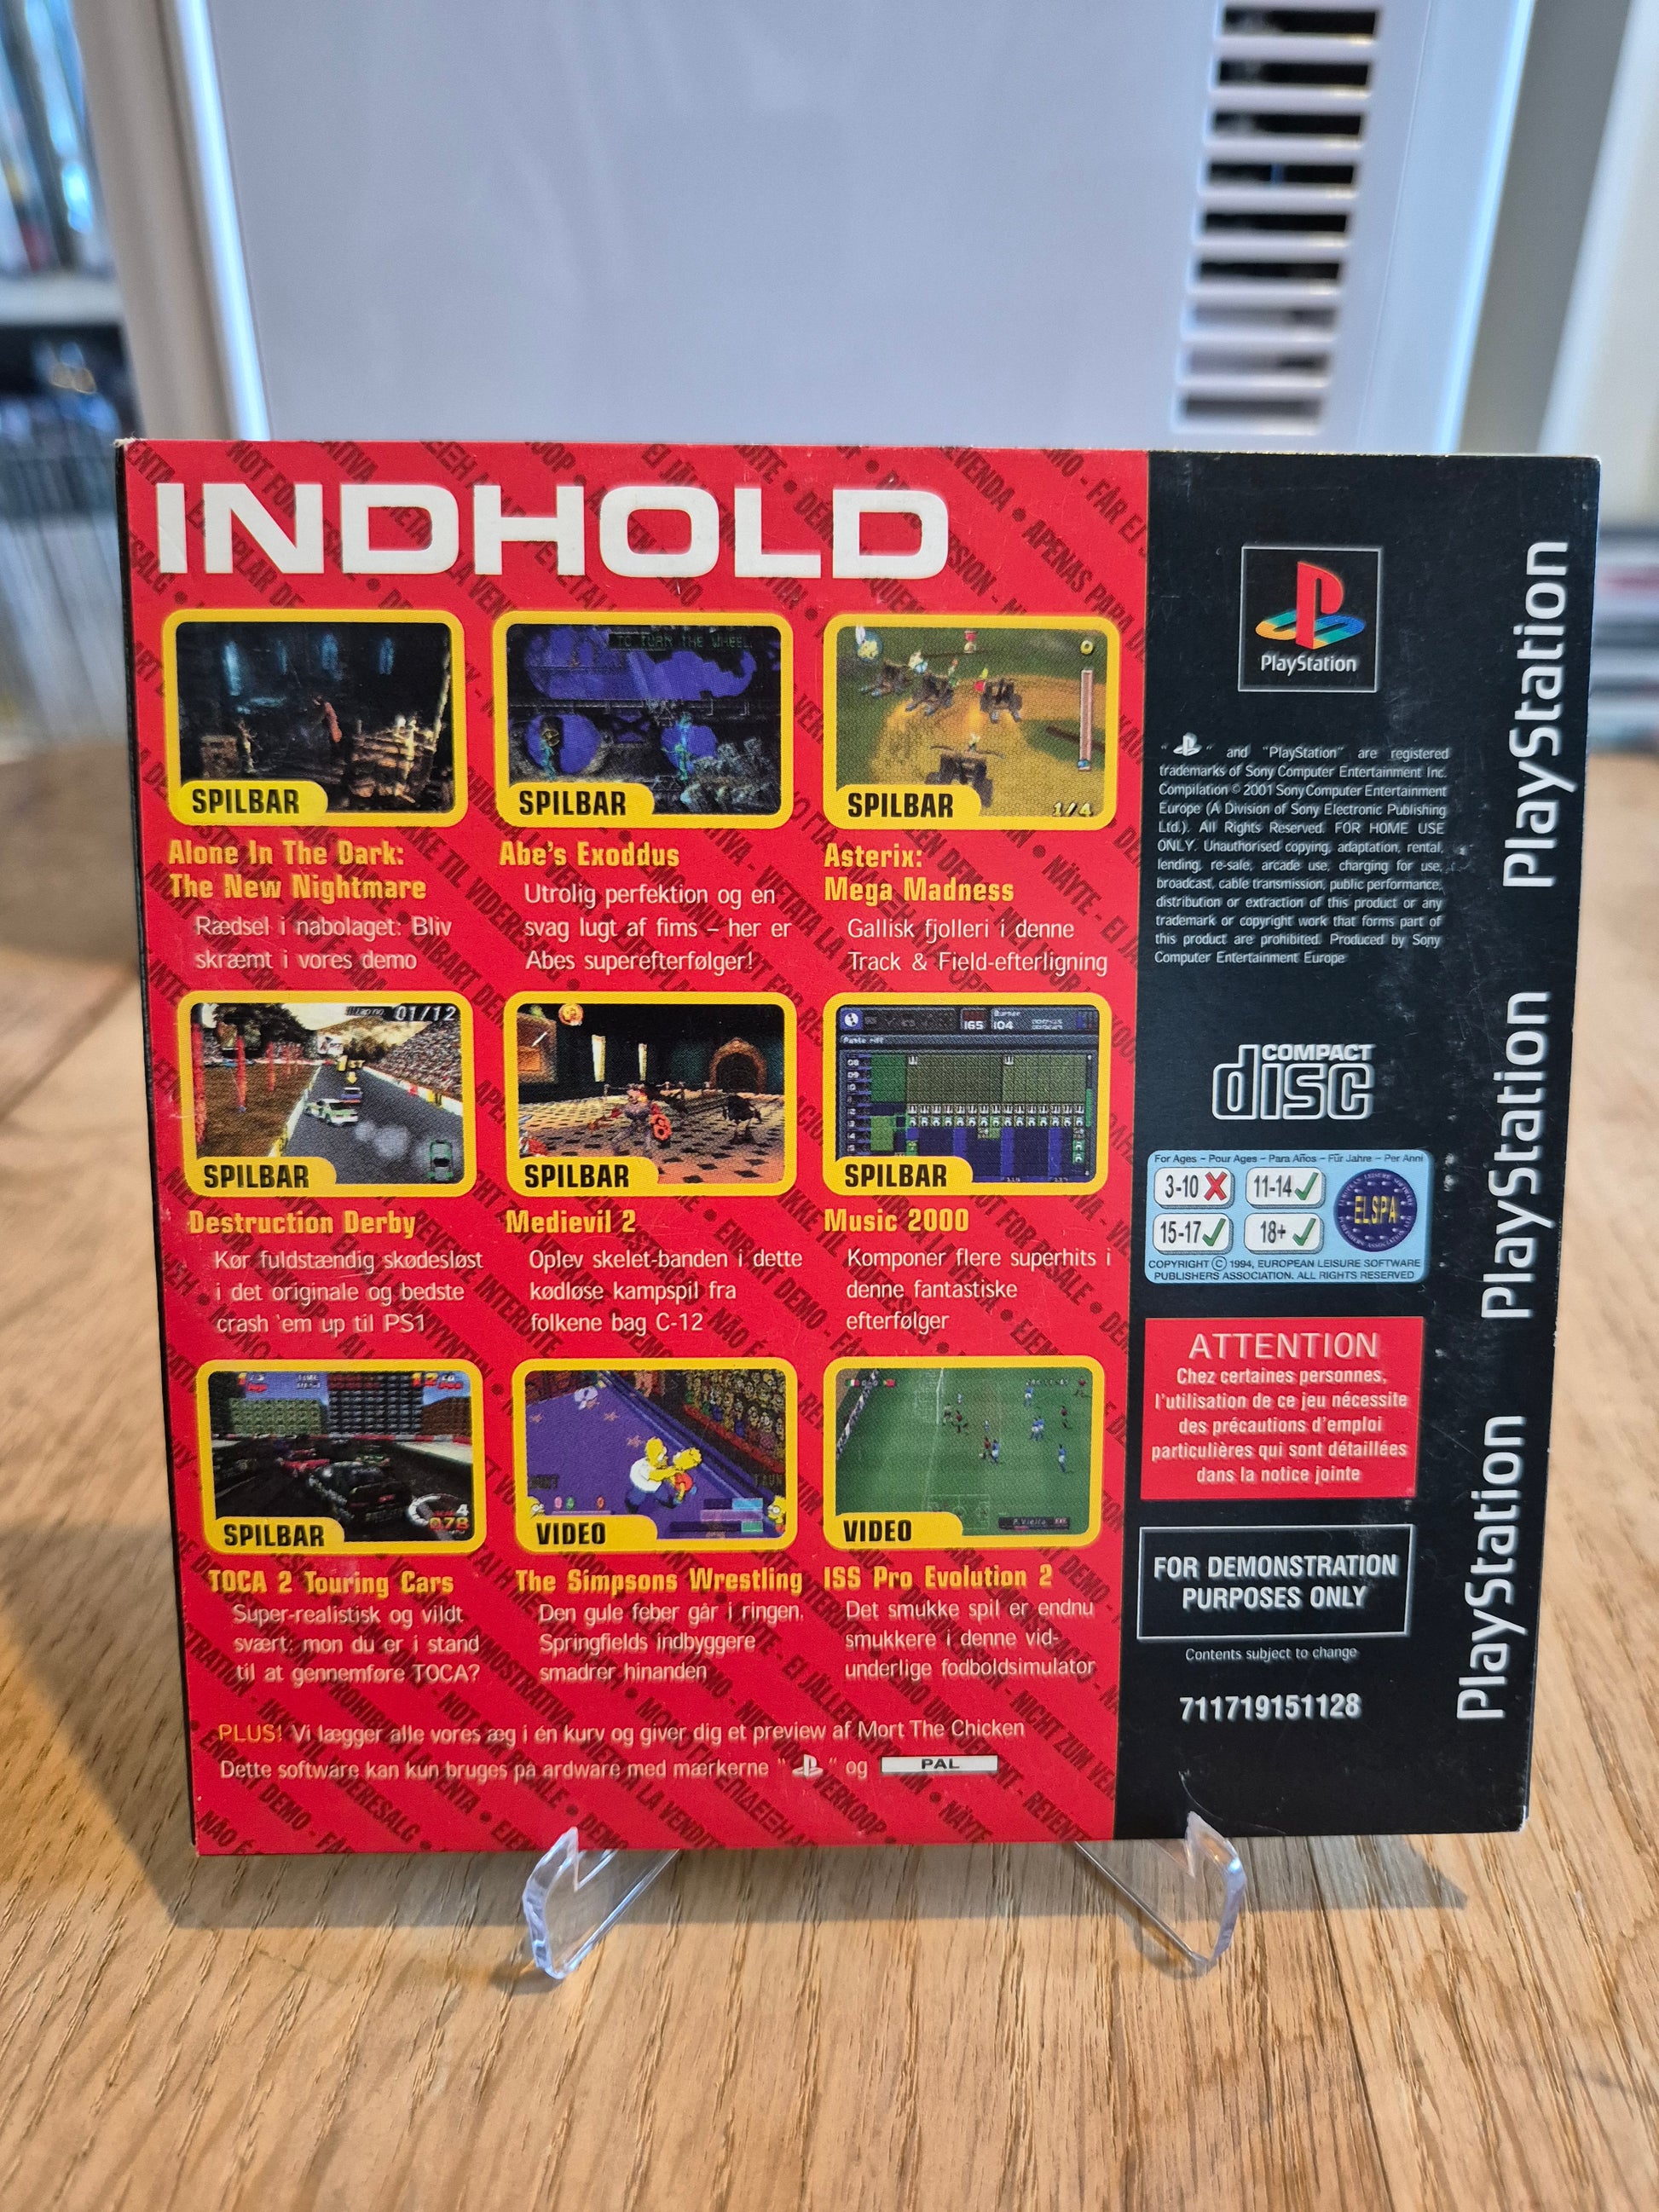 INDHOLD
TO TURN THE WHEEL.
SPILBAR
SPILBAR
SPILBAR
1/4
Alone In The Dark:
The New Nightmare
Rædsel i nabolaget: Bliv
skræmt i vores demo
Abe's Exoddus
Utrolig perfektion og en
svag lugt af fims – her er
Abes superefterfølger!
Asterix:
Mega Madness
Gallisk fjolleri i denne
Track & Field-efterligning
01/12
165
104
SPILBAR
SPILBAR
SPILBAR
Destruction Derby
Kør fuldstændig skødesløst
i det originale og bedste
crash 'em up til PS1
Medievil 2
Oplev skelet-banden i dette
kødløse kampspil fra
folkene bag C-12
Music 2000
Komponer flere superhits i
denne fantastiske
efterfølger
SPILBAR
VIDEO
VIDEO
TOCA 2 Touring Cars
Super-realistisk og vildt
svært: mon du er i stand
til at gennemføre TOCA?
The Simpsons Wrestling
Den gule feber går i ringen.
Springfields indbyggere
smadrer hinanden
ISS Pro Evolution 2
Det smukke spil er endnu
smukkere i denne vid-
underlige fodboldsimulator
PLUS! Vi lægger alle vores æg i én kurv og giver dig et preview af Mort The Chicken
Dette software kan kun bruges på ardware med mærkerne " " og PAL
PlayStation
" " and "PlayStation" are registered
trademarks of Sony Computer Entertainment Inc.
Compilation © 2001 Sony Computer Entertainment
Europe (A Division of Sony Electronic Publishing
Ltd.). All Rights Reserved. FOR HOME USE
ONLY. Unauthorised copying, adaptation, rental,
lending, re-sale, arcade use, charging for use,
broadcast, cable transmission, public performance,
distribution or extraction of this product or any
trademark or copyright work that forms part of
this product are prohibited. Produced by Sony
Computer Entertainment Europe
COMPACT
disc
For Ages - Pour Ages - Para Años - Für Jahre - Per Anni
3-10 11-14
15-17 18+
ELSPA
COPYRIGHT © 1994, EUROPEAN LEISURE SOFTWARE
PUBLISHERS ASSOCIATION. ALL RIGHTS RESERVED
ATTENTION
Chez certaines personnes,
l'utilisation de ce jeu nécessite
des précautions d'emploi
particulières qui sont détaillées
dans la notice jointe
FOR DEMONSTRATION
PURPOSES ONLY
Contents subject to change
711719151128
PlayStation
PlayStation
PlayStation